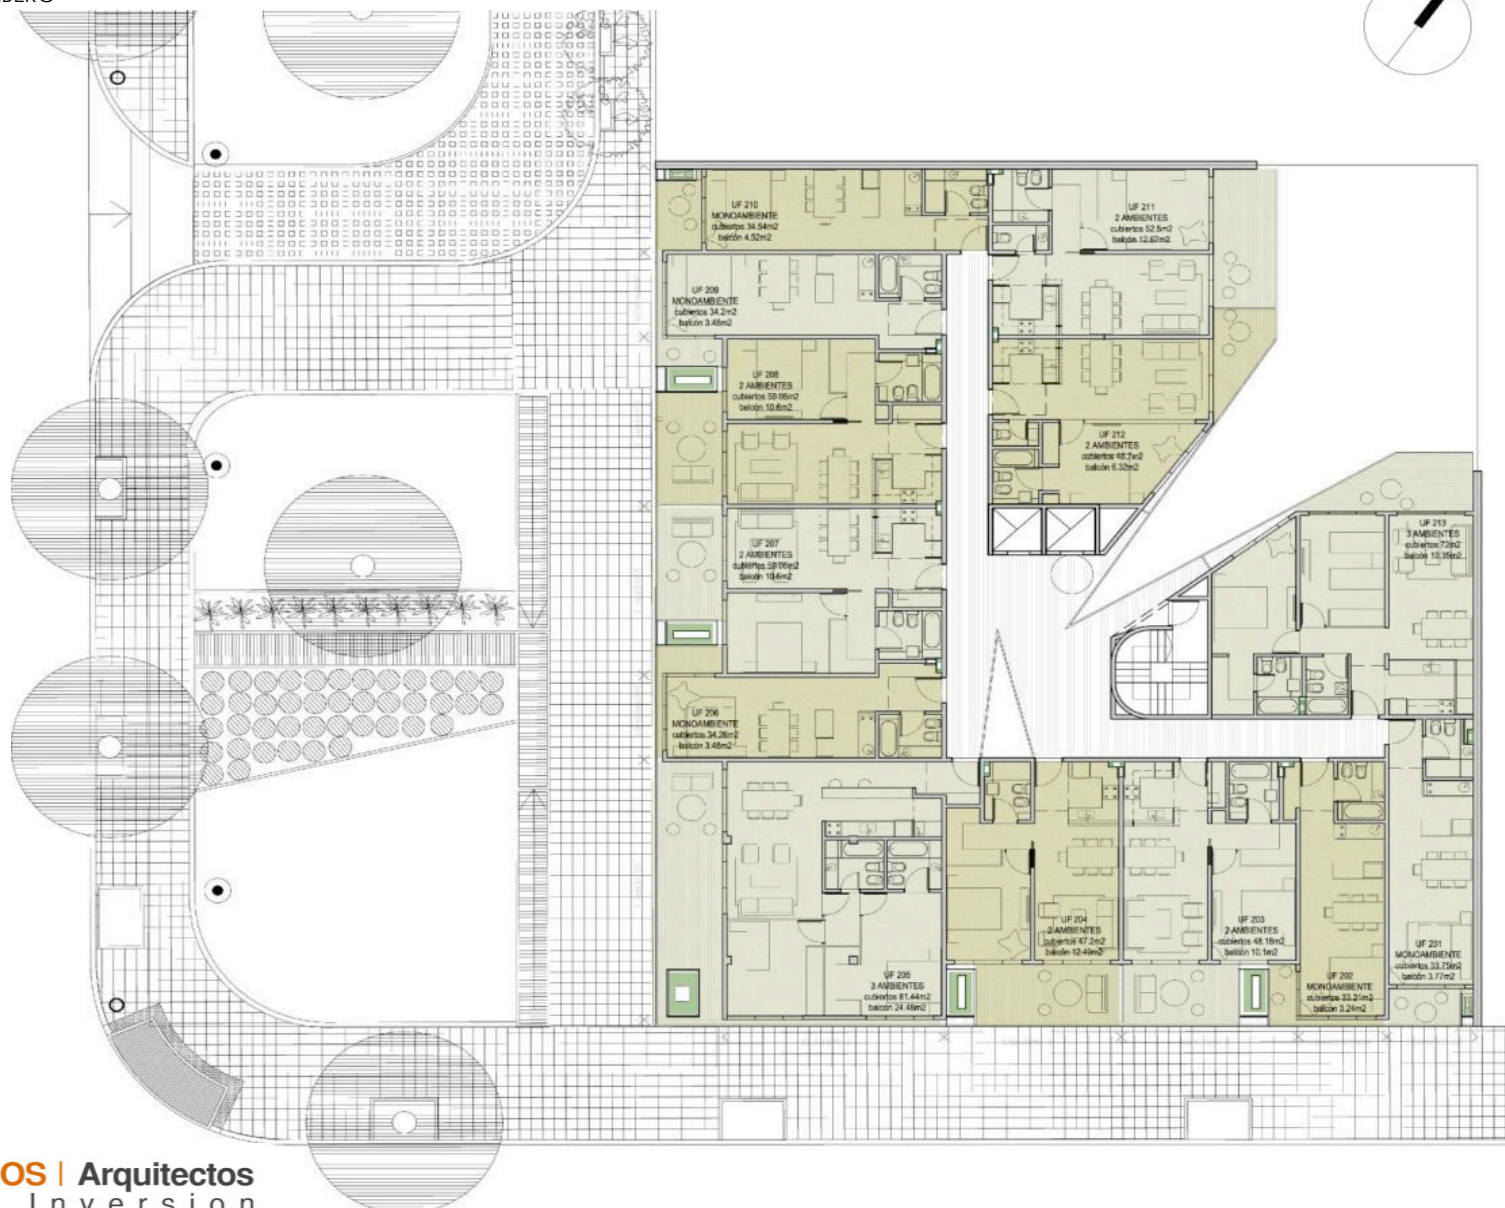 UF 210
MONOAMBIENTE
cubiertos 34.54m2
balcón 4.52m2
UF 211
2 AMBIENTES
cubiertos 52.5m2
balcón 12.67m2
UF 209
MONOAMBIENTE
cubiertos 34.2m2
balcón 3.48m2
UF 208
2 AMBIENTES
cubiertos 50.06m2
balcón 10.6m2
UF 212
2 AMBIENTES
cubiertos 48.7m2
balcón 6.32m2
UF 207
2 AMBIENTES
cubiertos 50.06m2
balcón 10.6m2
UF 213
3 AMBIENTES
cubiertos 72m2
balcón 10.35m2
UF 206
MONOAMBIENTE
cubiertos 34.26m2
balcón 3.48m2
UF 204
2 AMBIENTES
cubiertos 47.2m2
balcón 12.49m2
UF 203
2 AMBIENTES
cubiertos 48.18m2
balcón 10.1m2
UF 201
MONOAMBIENTE
cubiertos 33.75m2
balcón 3.77m2
UF 205
3 AMBIENTES
cubiertos 81.44m2
balcón 24.48m2
UF 202
MONOAMBIENTE
cubiertos 33.21m2
balcón 3.24m2
OS | Arquitectos
Inversion